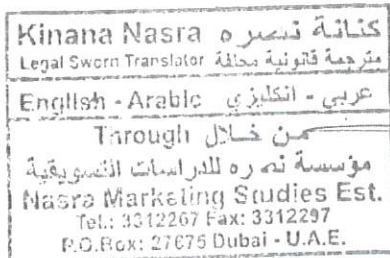 Kinana Nasra كنانة نصره
Legal Sworn Translator مترجمة قانونية محلفة
English - Arabic عربي - انكليزي
Through من خلال
مؤسسة نصره للدراسات التسويقية
Nasra Marketing Studies Est.
Tel.: 3312267 Fax: 3312297
P.O.Box: 27675 Dubai - U.A.E.